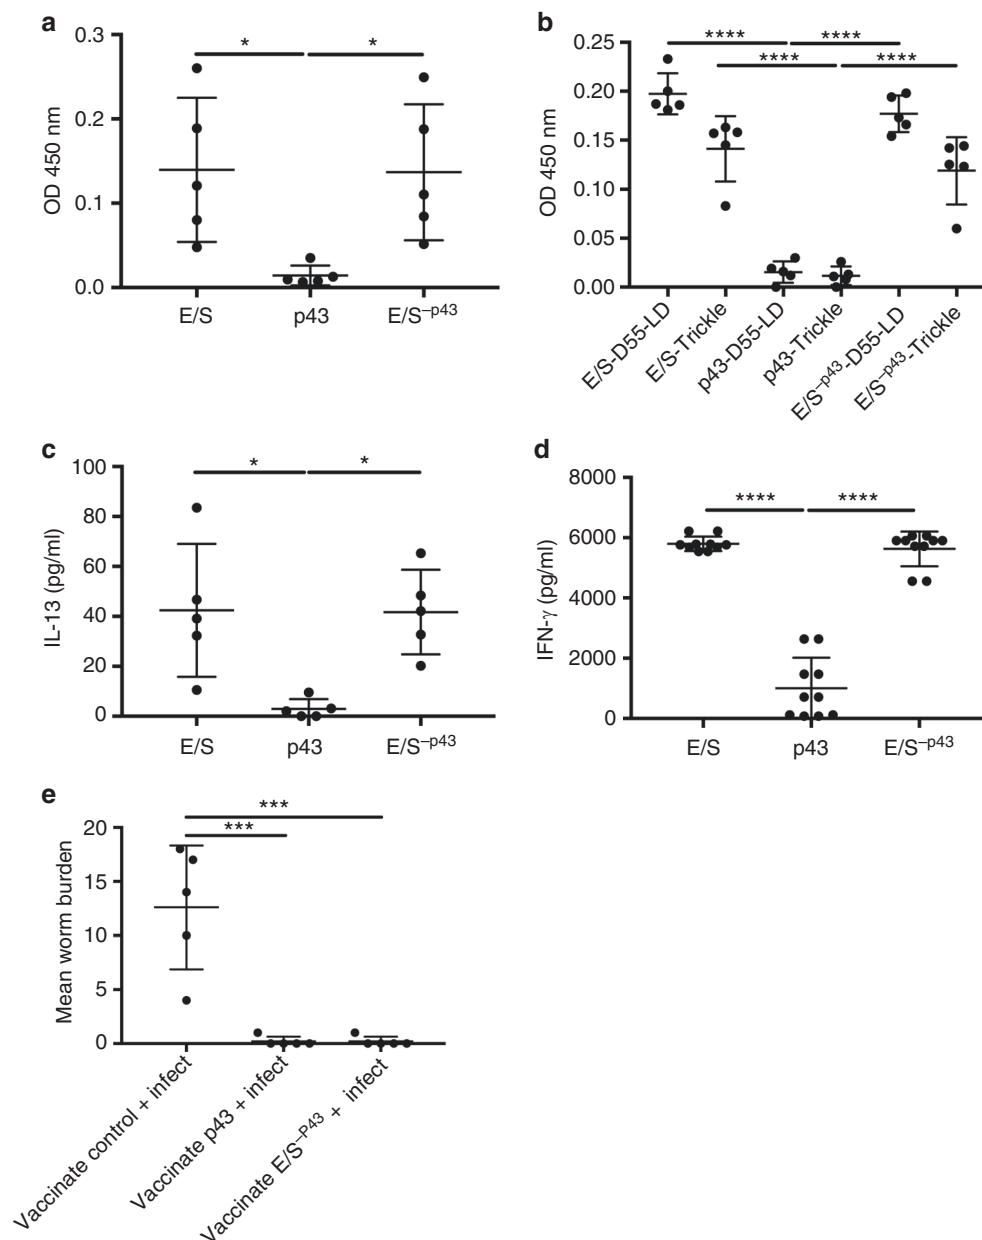 a
0.3
0.2
0.1
0.0
OD 450 nm
* *
E/S p43 E/S–p43
b
0.25
0.20
0.15
0.10
0.05
0.00
OD 450 nm
**** ****
**** ****
E/S-D55-LD
E/S-Trickle
p43-D55-LD
p43-Trickle
E/S–p43-D55-LD
E/S–p43-Trickle
c
100
80
60
40
20
0
IL-13 (pg/ml)
* *
E/S p43 E/S–p43
d
8000
6000
4000
2000
0
IFN-γ (pg/ml)
**** ****
E/S p43 E/S–p43
e
20
15
10
5
0
Mean worm burden
***
***
Vaccinate control + infect
Vaccinate p43 + infect
Vaccinate E/S–P43 + infect